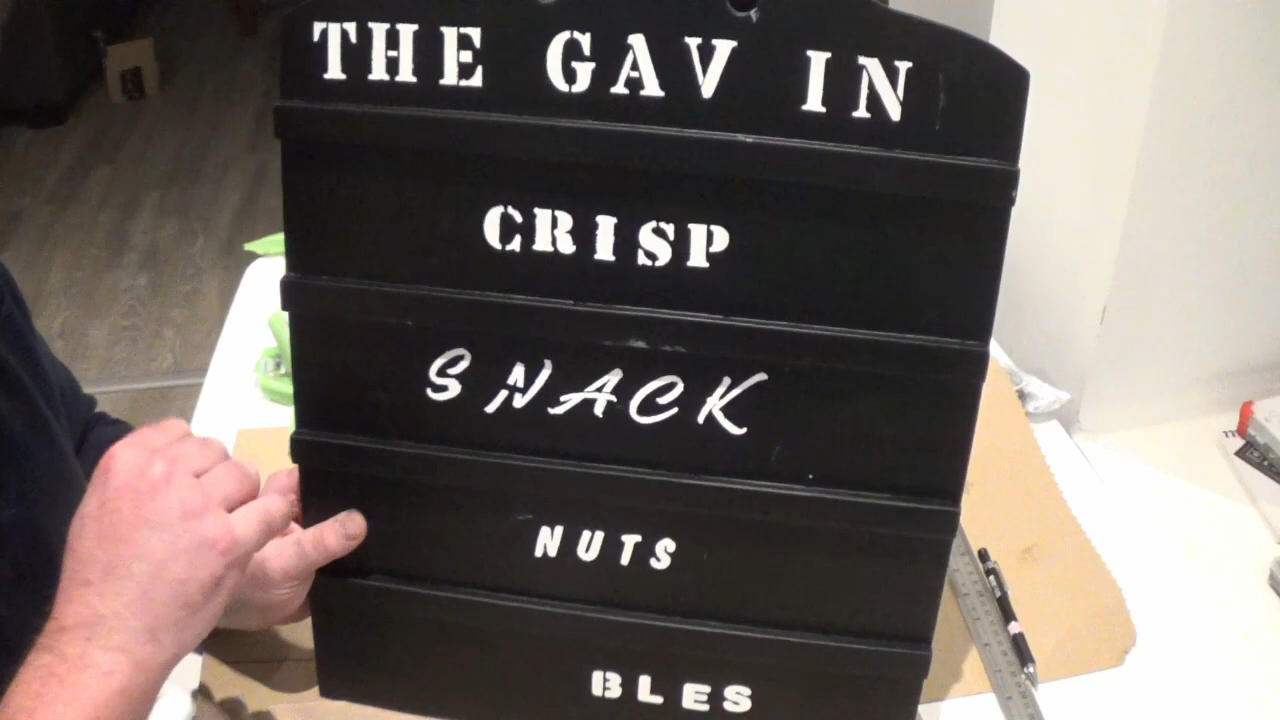 THE GAV IN
CRISP
SNACK
NUTS
BLES